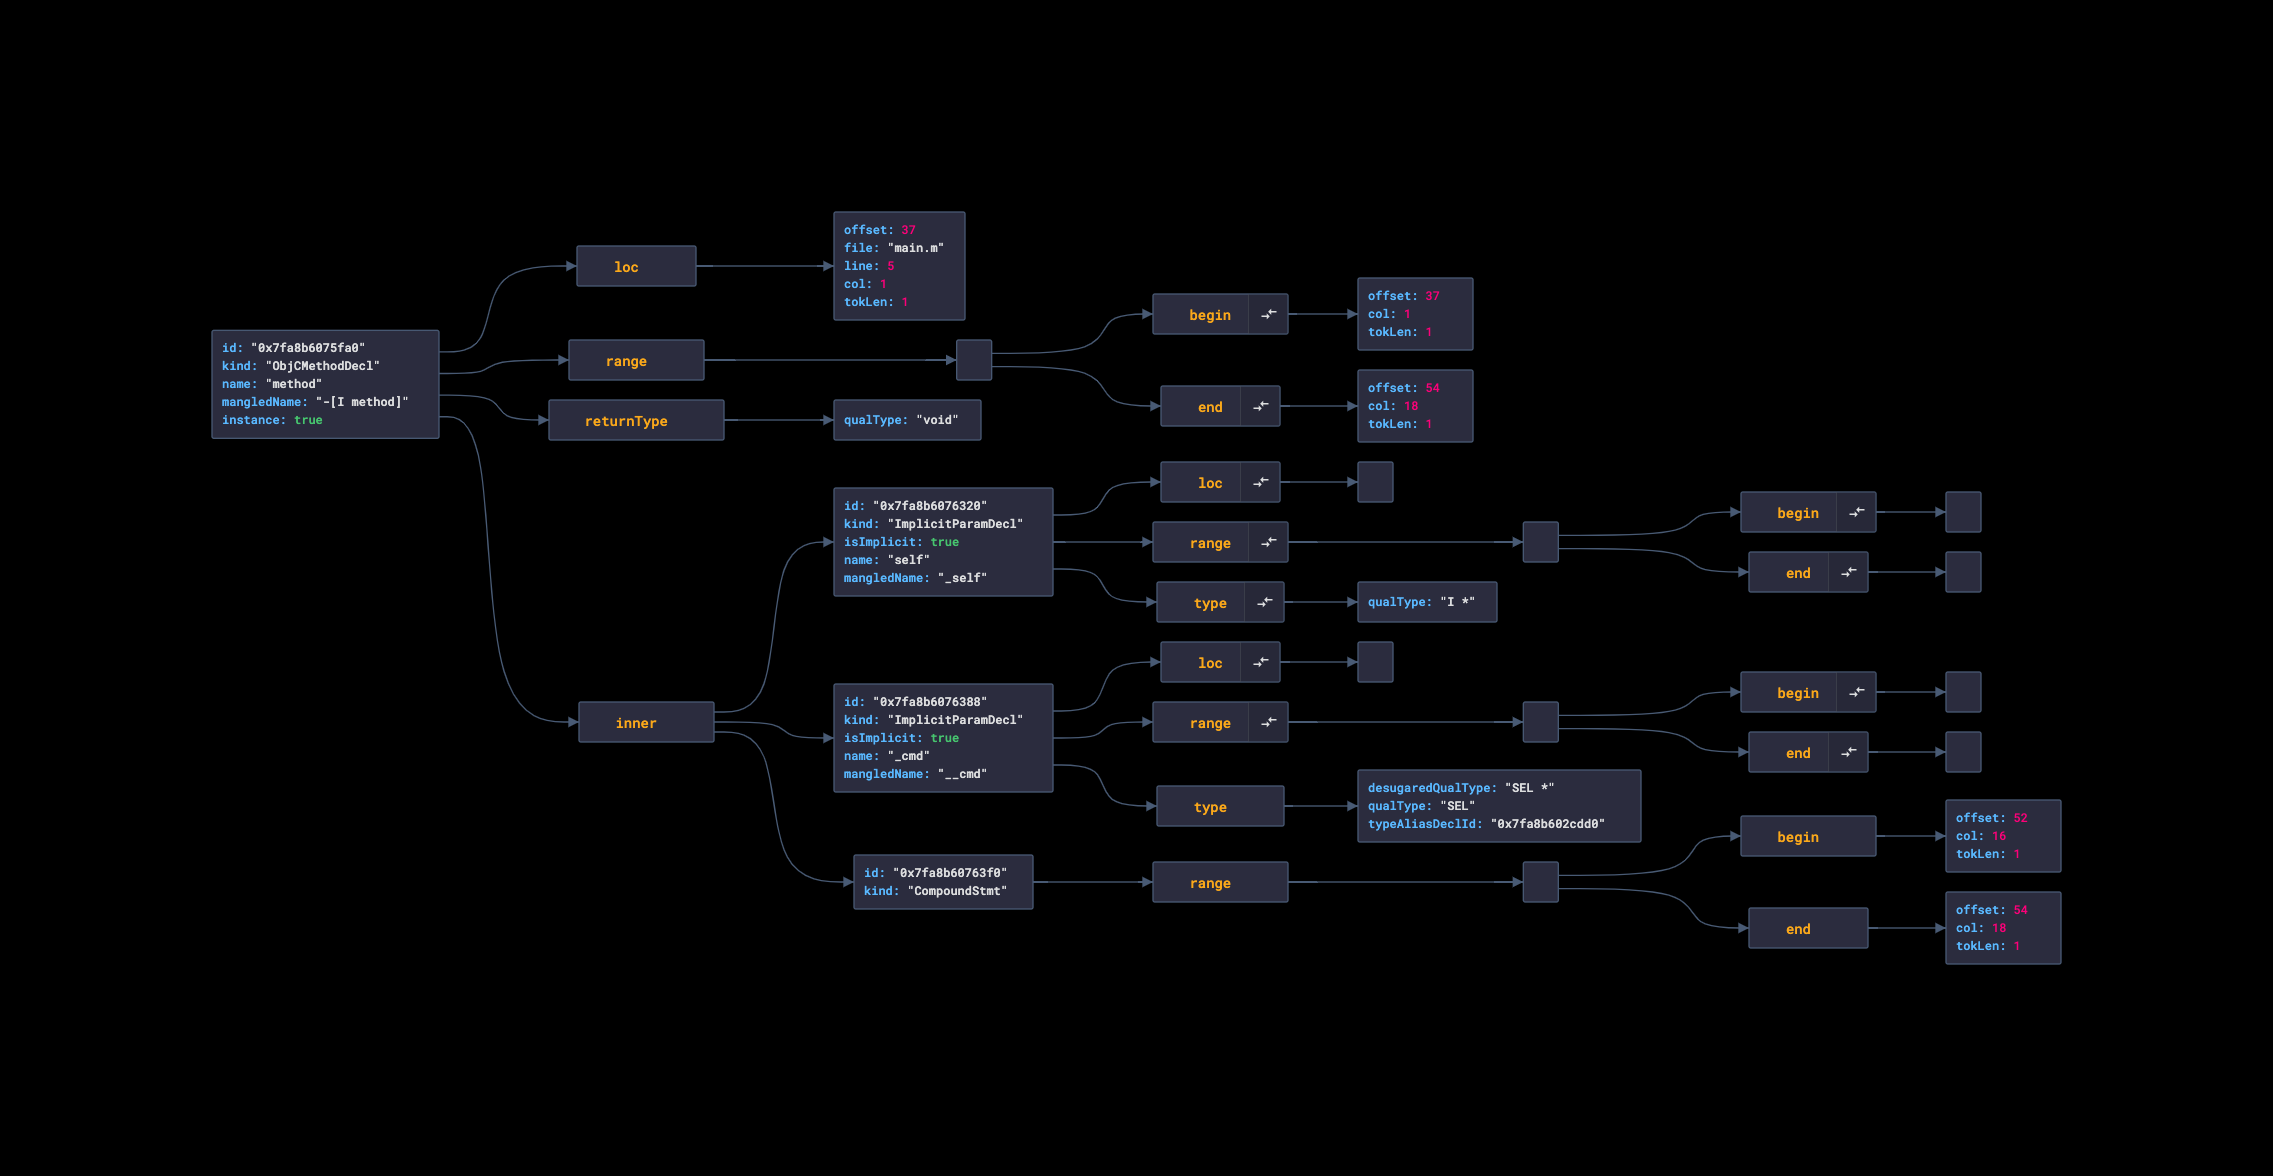 id: "0x7fa8b6075fa0"
kind: "ObjCMethodDecl"
name: "method"
mangledName: "-[I method]"
instance: true
loc
offset: 37
file: "main.m"
line: 5
col: 1
tokLen: 1
range
begin
offset: 37
col: 1
tokLen: 1
end
offset: 54
col: 18
tokLen: 1
returnType
qualType: "void"
inner
id: "0x7fa8b6076320"
kind: "ImplicitParamDecl"
isImplicit: true
name: "self"
mangledName: "_self"
loc
range
begin
end
type
qualType: "I *"
id: "0x7fa8b6076388"
kind: "ImplicitParamDecl"
isImplicit: true
name: "_cmd"
mangledName: "__cmd"
loc
range
begin
end
type
desugaredQualType: "SEL *"
qualType: "SEL"
typeAliasDeclId: "0x7fa8b602cdd0"
id: "0x7fa8b60763f0"
kind: "CompoundStmt"
range
begin
offset: 52
col: 16
tokLen: 1
end
offset: 54
col: 18
tokLen: 1